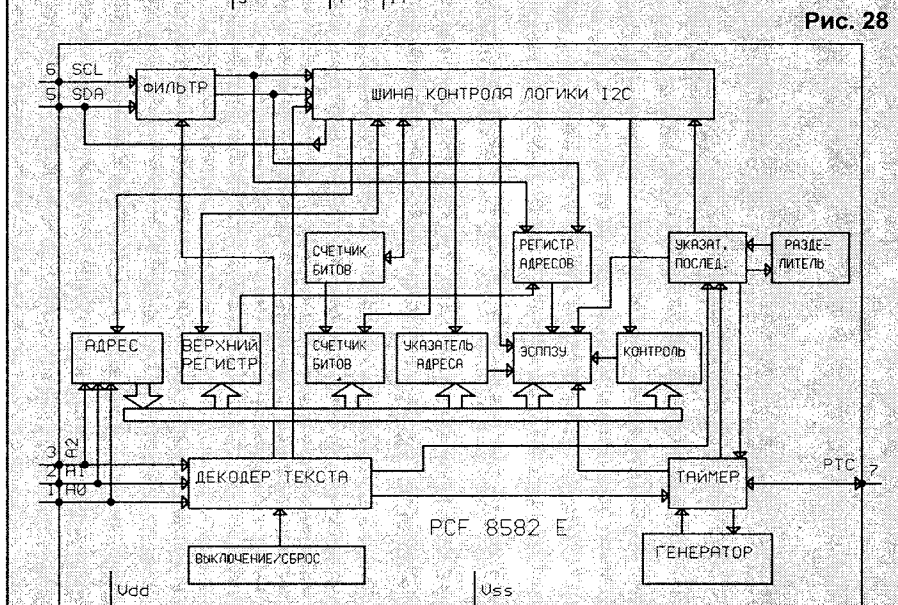 Рис. 28
6 SCL
5 SDA
ФИЛЬТР
ШИНА КОНТРОЛЯ ЛОГИКИ I2C
СЧЕТЧИК
БИТОВ
РЕГИСТР.
АДРЕСОВ
УКАЗАТ.
ПОСЛЕД.
РАЗДЕ-
ЛИТЕЛЬ
АДРЕС
ВЕРХНИЙ
РЕГИСТР
СЧЕТЧИК
БИТОВ
УКАЗАТЕЛЬ
АДРЕСА
ЭСППЗУ
КОНТРОЛЬ
3 A2
2 A1
1 A0
ДЕКОДЕР ТЕКСТА
ТАЙМЕР
PTC 7
PCF 8582 E
ВЫКЛЮЧЕНИЕ/СБРОС
ГЕНЕРАТОР
Vdd
Vss